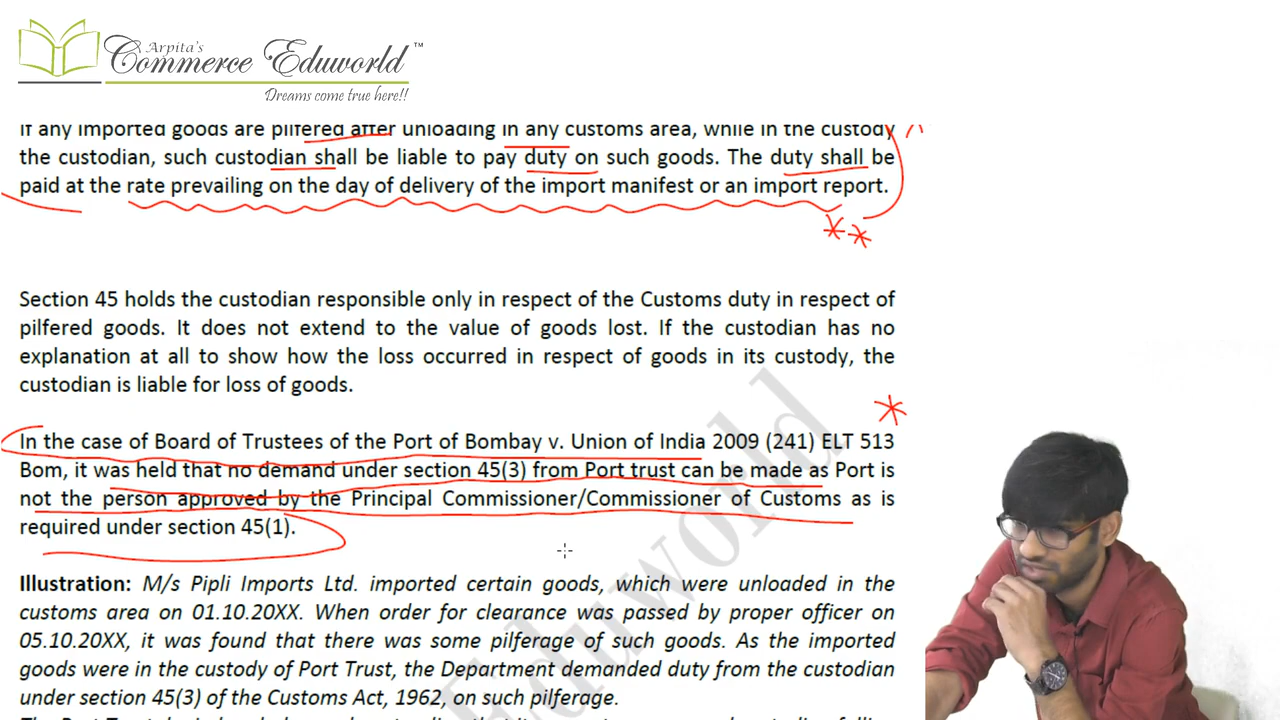 Arpita's
Commerce Eduworld™
Dreams come true here!!
If any imported goods are pilfered after unloading in any customs area, while in the custody
the custodian, such custodian shall be liable to pay duty on such goods. The duty shall be
paid at the rate prevailing on the day of delivery of the import manifest or an import report.
**
Section 45 holds the custodian responsible only in respect of the Customs duty in respect of
pilfered goods. It does not extend to the value of goods lost. If the custodian has no
explanation at all to show how the loss occurred in respect of goods in its custody, the
custodian is liable for loss of goods.
*
In the case of Board of Trustees of the Port of Bombay v. Union of India 2009 (241) ELT 513
Bom, it was held that no demand under section 45(3) from Port trust can be made as Port is
not the person approved by the Principal Commissioner/Commissioner of Customs as is
required under section 45(1).
Illustration: M/s Pipli Imports Ltd. imported certain goods, which were unloaded in the
customs area on 01.10.20XX. When order for clearance was passed by proper officer on
05.10.20XX, it was found that there was some pilferage of such goods. As the imported
goods were in the custody of Port Trust, the Department demanded duty from the custodian
under section 45(3) of the Customs Act, 1962, on such pilferage.
Eduworld